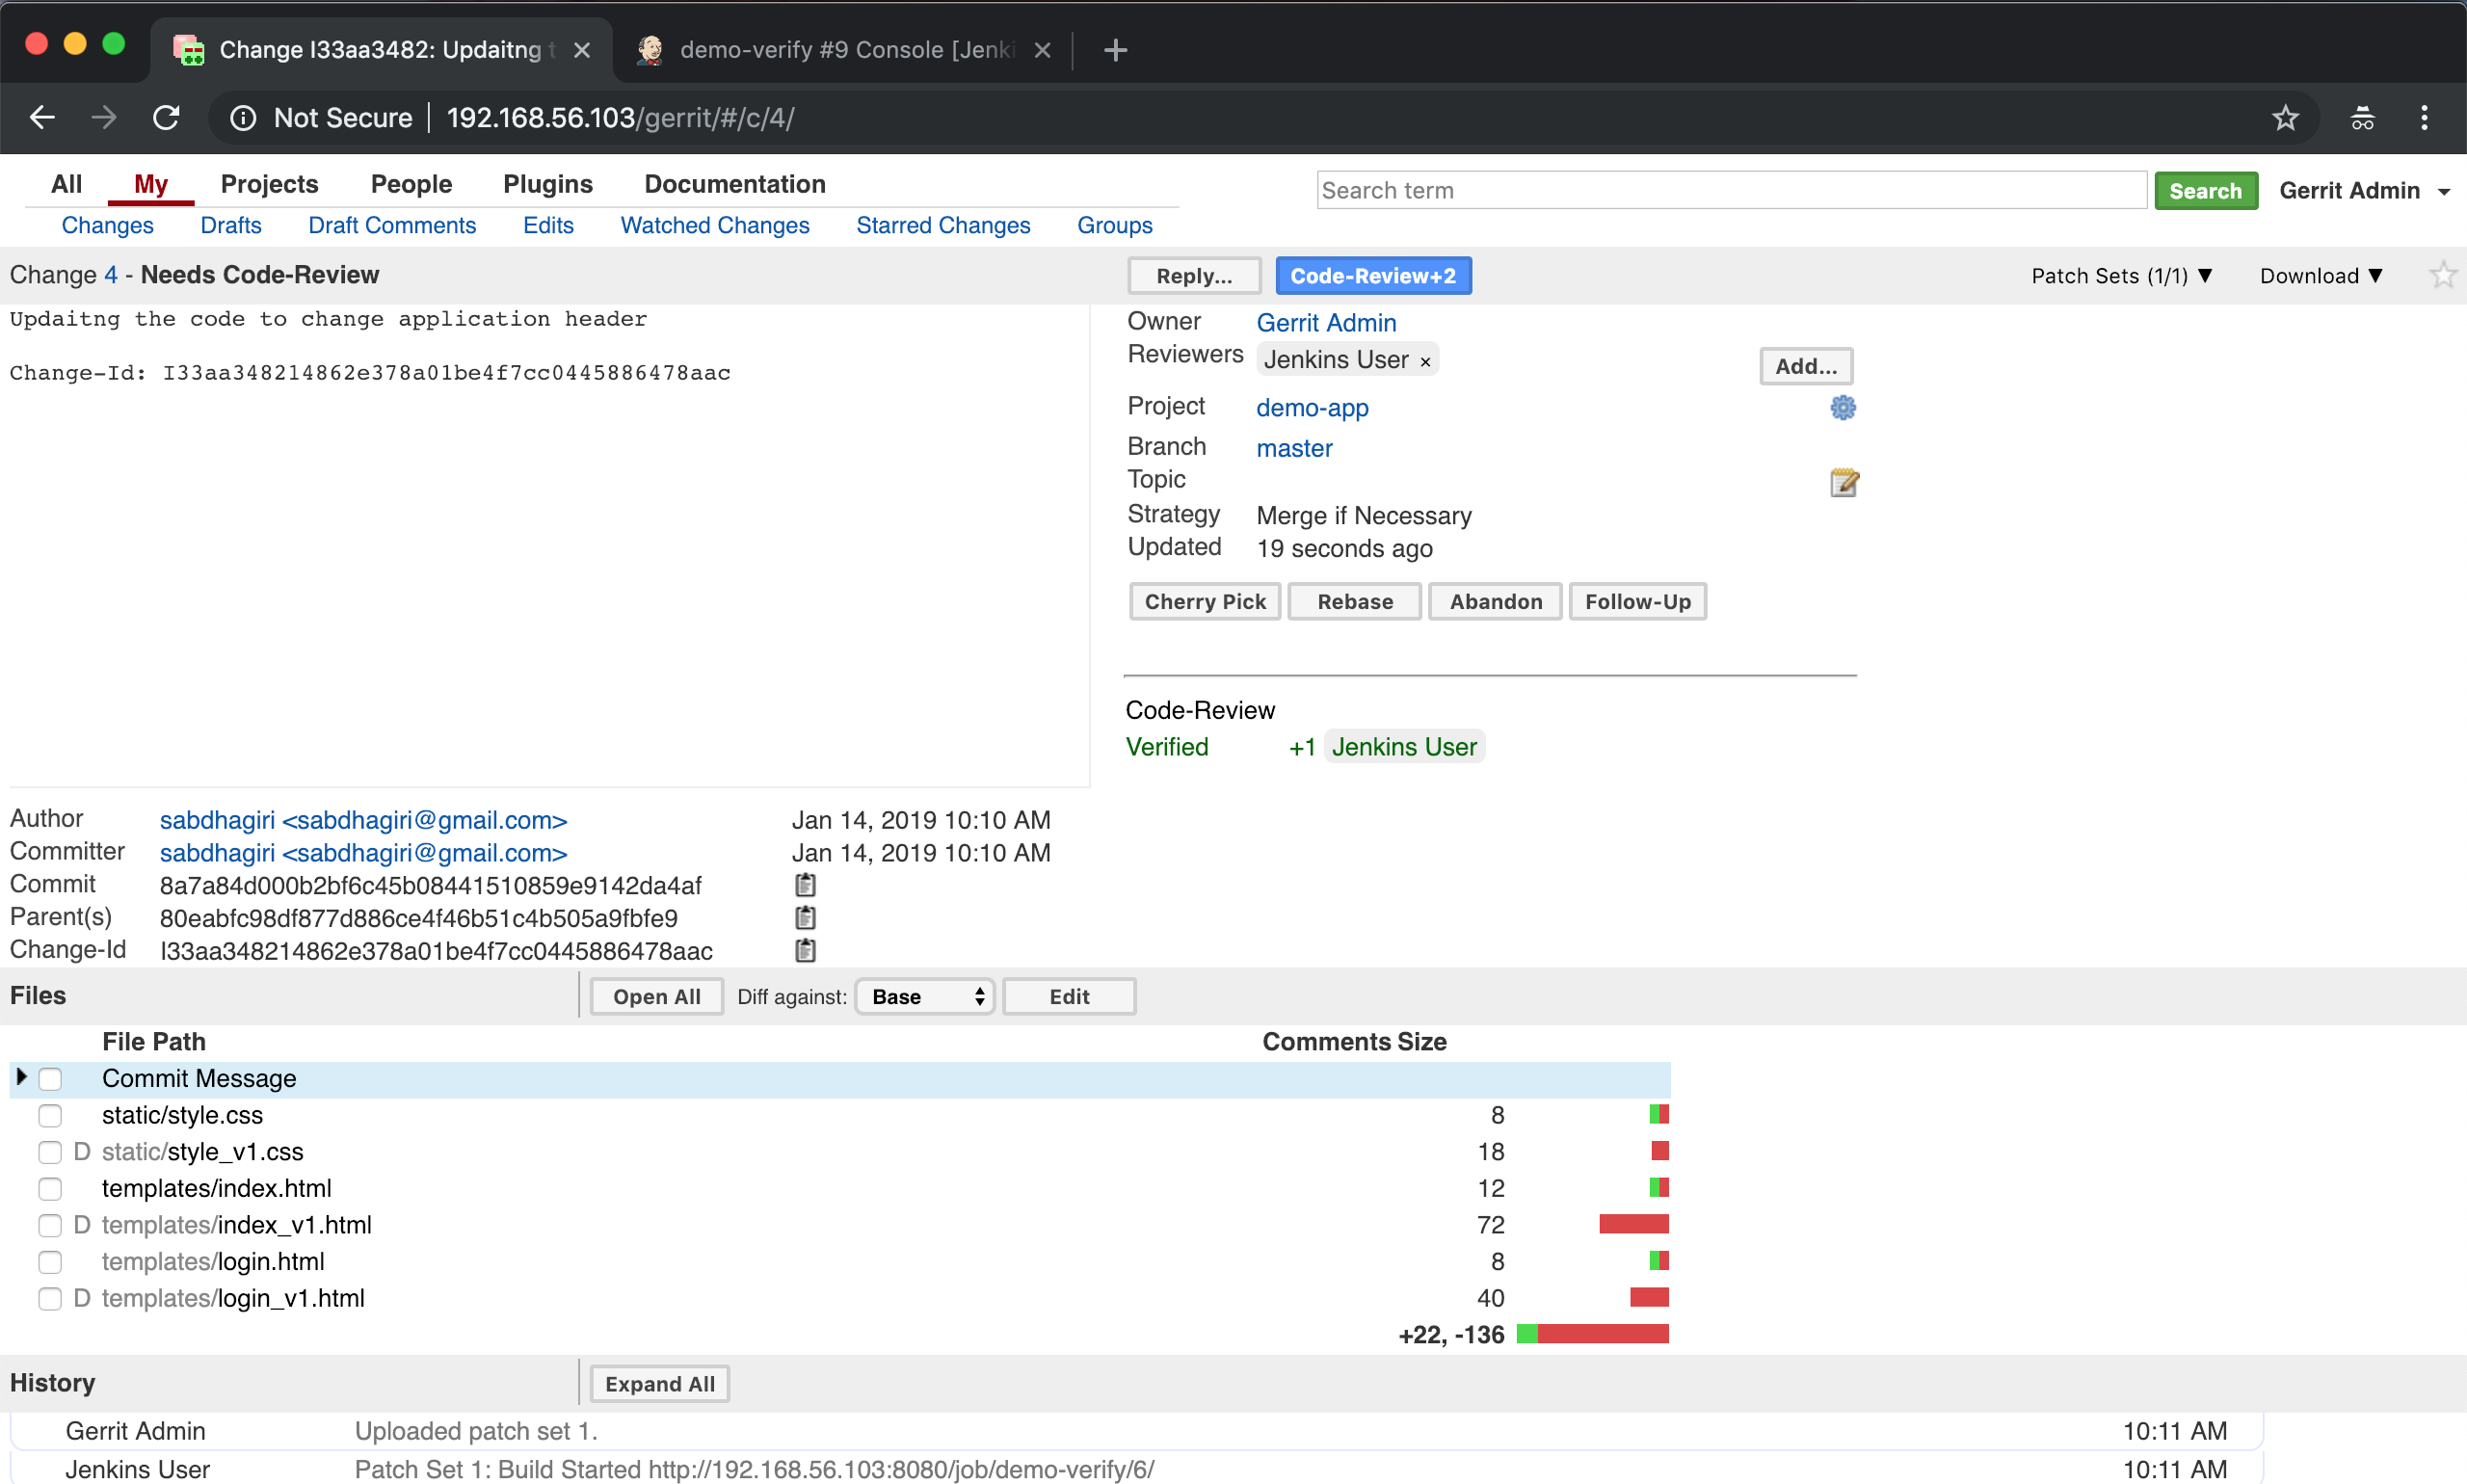 Change I33aa3482: Updaitng t
demo-verify #9 Console [Jenki
Not Secure 192.168.56.103/gerrit/#/c/4/
All My Projects People Plugins Documentation
Search term Search Gerrit Admin
Changes Drafts Draft Comments Edits Watched Changes Starred Changes Groups
Change 4 - Needs Code-Review Reply... Code-Review+2 Patch Sets (1/1) ▼ Download ▼
Updaitng the code to change application header
Change-Id: I33aa348214862e378a01be4f7cc0445886478aac
Owner Gerrit Admin
Reviewers Jenkins User × Add...
Project demo-app
Branch master
Topic
Strategy Merge if Necessary
Updated 19 seconds ago
Cherry Pick Rebase Abandon Follow-Up
Code-Review
Verified +1 Jenkins User
Author sabdhagiri <sabdhagiri@gmail.com> Jan 14, 2019 10:10 AM
Committer sabdhagiri <sabdhagiri@gmail.com> Jan 14, 2019 10:10 AM
Commit 8a7a84d000b2bf6c45b08441510859e9142da4af
Parent(s) 80eabfc98df877d886ce4f46b51c4b505a9fbfe9
Change-Id I33aa348214862e378a01be4f7cc0445886478aac
Files Open All Diff against: Base Edit
File Path Comments Size
Commit Message
static/style.css 8
D static/style_v1.css 18
templates/index.html 12
D templates/index_v1.html 72
templates/login.html 8
D templates/login_v1.html 40
+22, -136
History Expand All
Gerrit Admin Uploaded patch set 1. 10:11 AM
Jenkins User Patch Set 1: Build Started http://192.168.56.103:8080/job/demo-verify/6/ 10:11 AM